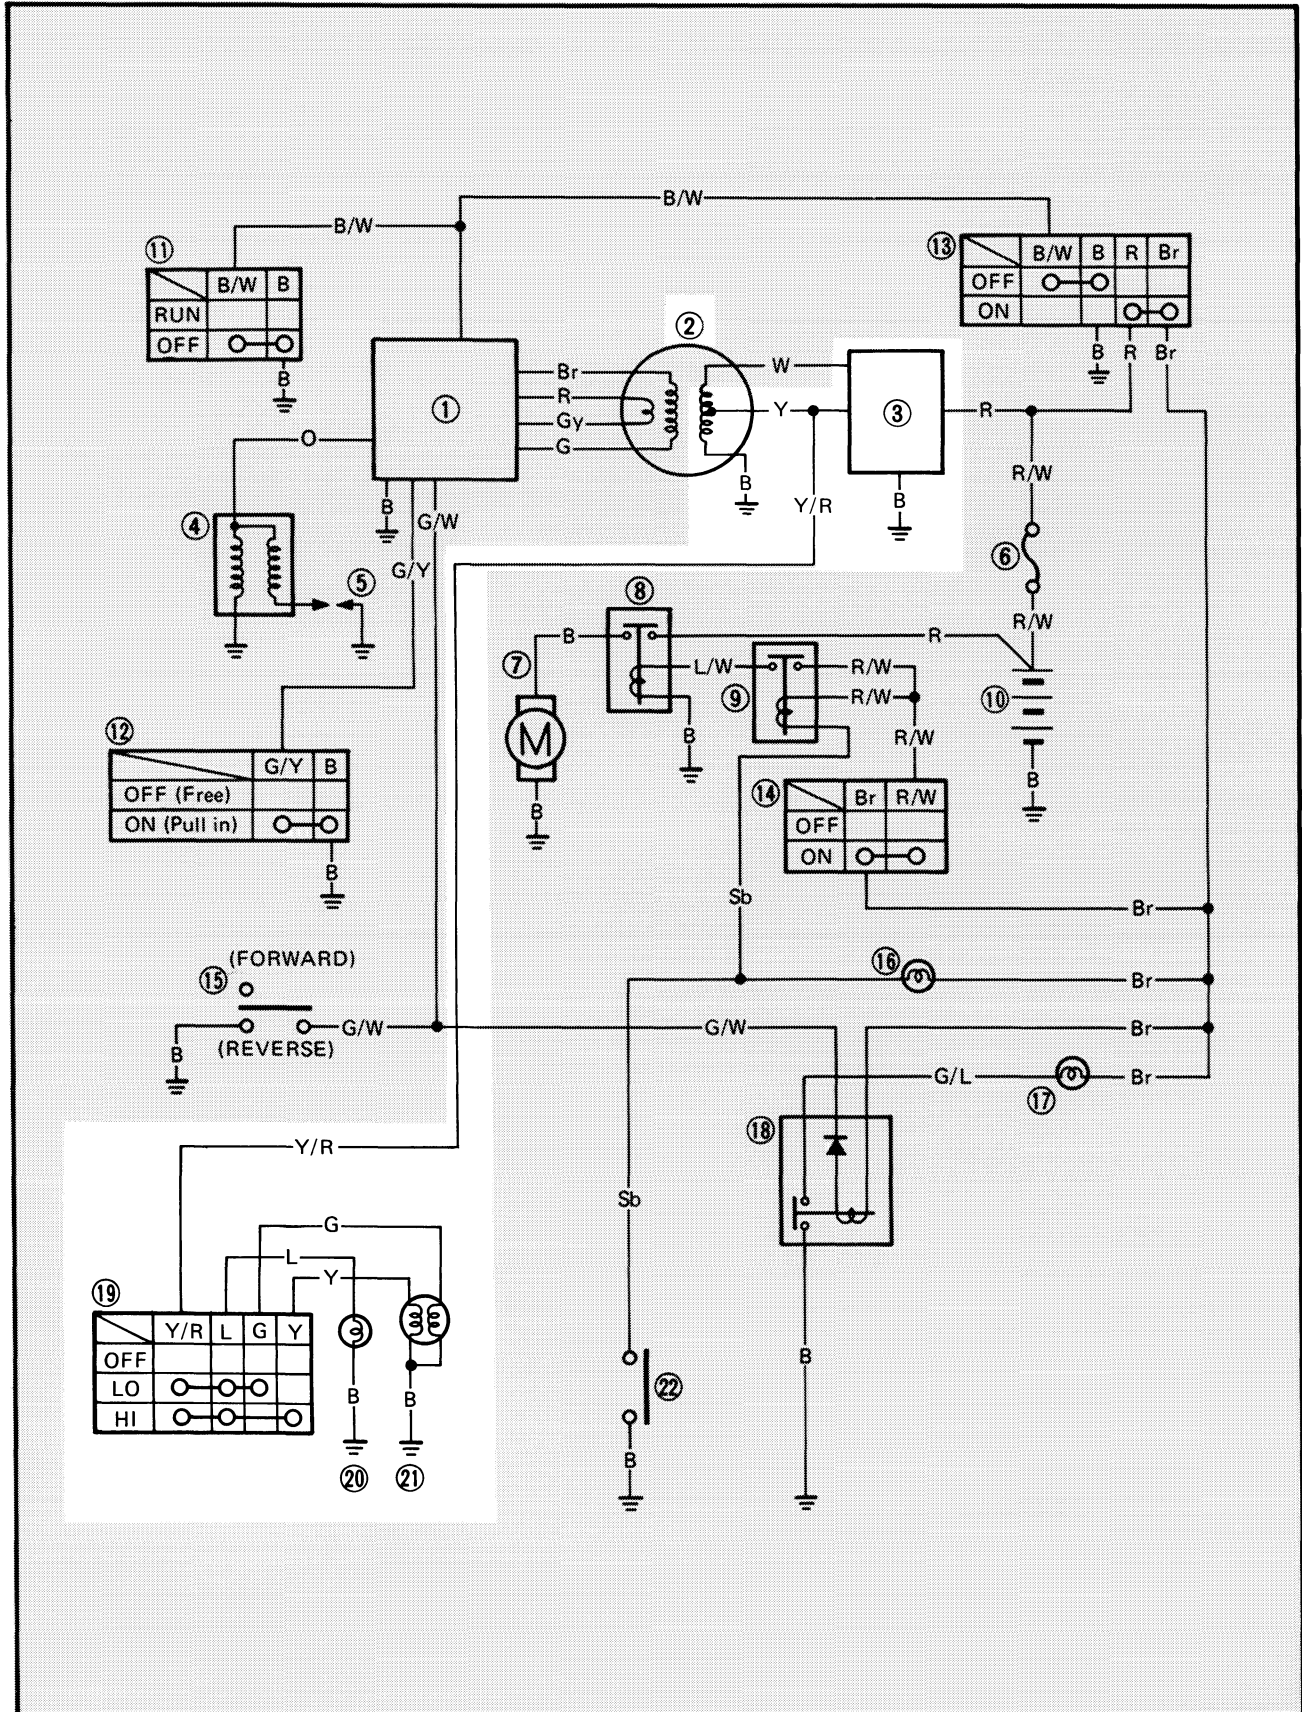 B/W
B/W
⑪
B/W B
RUN
OFF
B
⑬
B/W B R Br
OFF
ON
B R Br
②
①
Br
R
Gy
G
W
Y
B
Y/R
③
R
B
R/W
⑥
R/W
O
B
G/W
G/Y
④
⑤
⑧
B
R
⑦
M
B
L/W
B
⑨
R/W
R/W
R/W
⑩
B
⑫
G/Y B
OFF (Free)
ON (Pull in)
B
⑭
Br R/W
OFF
ON
Sb
Br
(FORWARD)
⑮
G/W
(REVERSE)
B
⑯
Br
G/W
Br
G/L
⑰
Br
⑱
Y/R
G
L
Y
Sb
⑲
Y/R L G Y
OFF
LO
HI
B
B
⑳
㉑
㉒
B
B